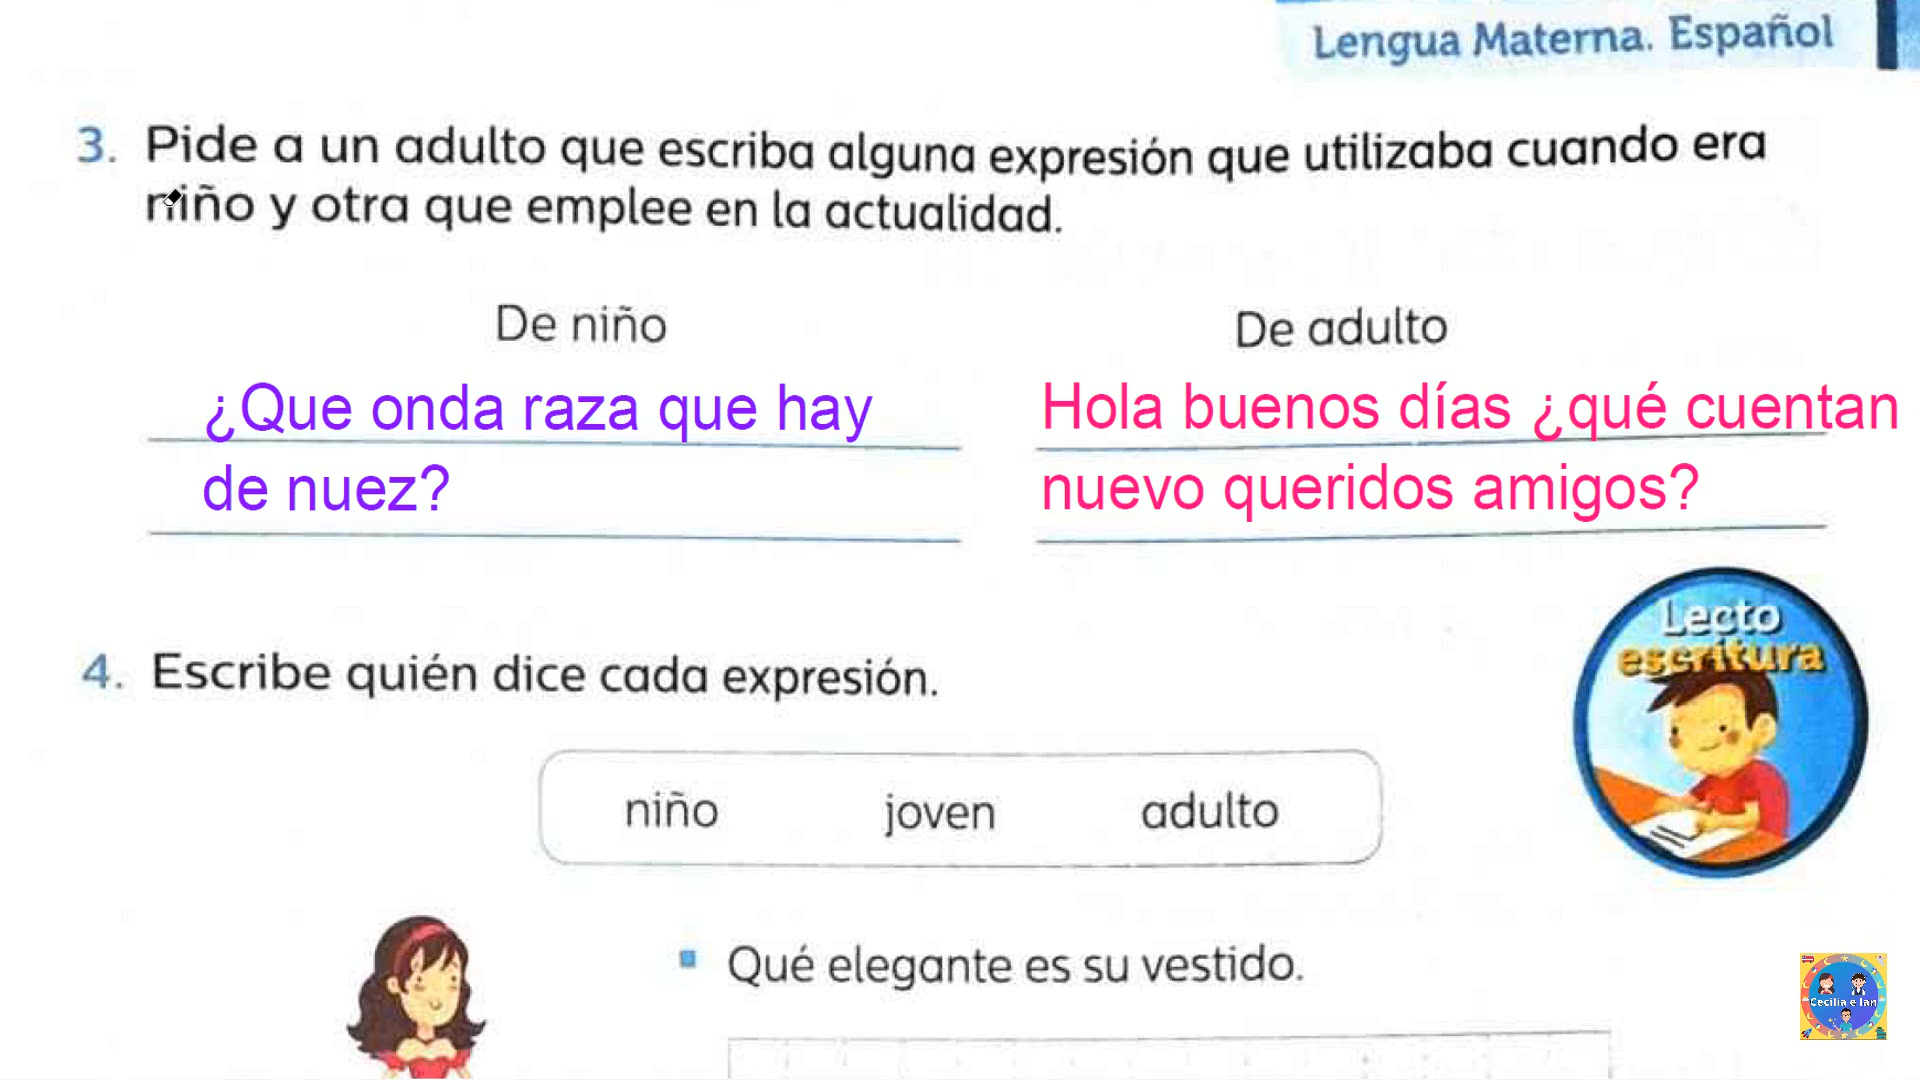 Lengua Materna. Español
3. Pide a un adulto que escriba alguna expresión que utilizaba cuando era
niño y otra que emplee en la actualidad.
De niño
De adulto
¿Que onda raza que hay
de nuez?
Hola buenos días ¿qué cuentan
nuevo queridos amigos?
Lecto
escritura
4. Escribe quién dice cada expresión.
niño joven adulto
Qué elegante es su vestido.
Cecilia e Ian